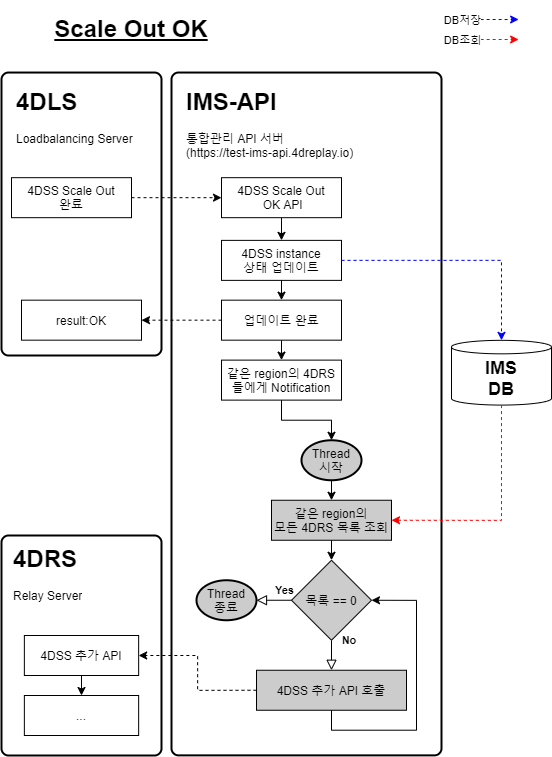 Scale Out OK
DB저장
DB조회
4DLS
Loadbalancing Server
4DSS Scale Out
완료
result:OK
IMS-API
통합관리 API 서버
(https://test-ims-api.4dreplay.io)
4DSS Scale Out
OK API
4DSS instance
상태 업데이트
업데이트 완료
같은 region의 4DRS
들에게 Notification
Thread
시작
같은 region의
모든 4DRS 목록 조회
목록 == 0
Yes
Thread
종료
No
4DSS 추가 API 호출
IMS
DB
4DRS
Relay Server
4DSS 추가 API
...